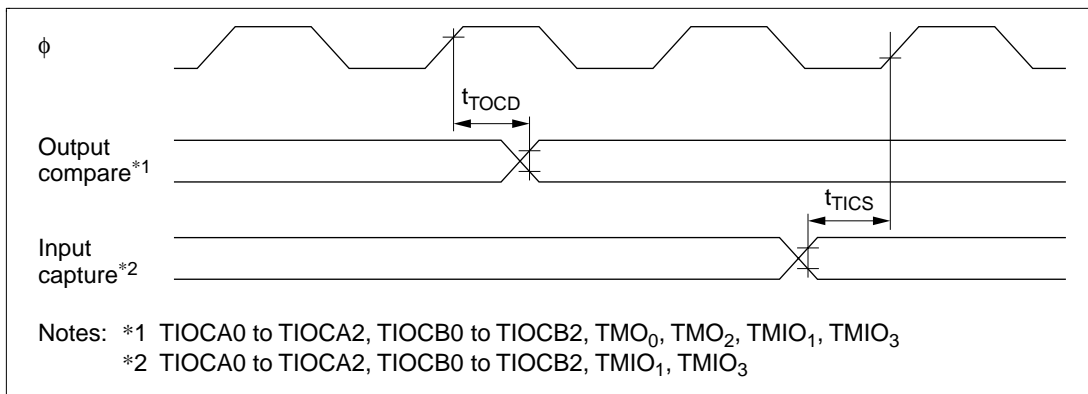 ϕ
tTOCD
Output
compare*1
tTICS
Input
capture*2
Notes: *1 TIOCA0 to TIOCA2, TIOCB0 to TIOCB2, TMO0, TMO2, TMIO1, TMIO3
*2 TIOCA0 to TIOCA2, TIOCB0 to TIOCB2, TMIO1, TMIO3